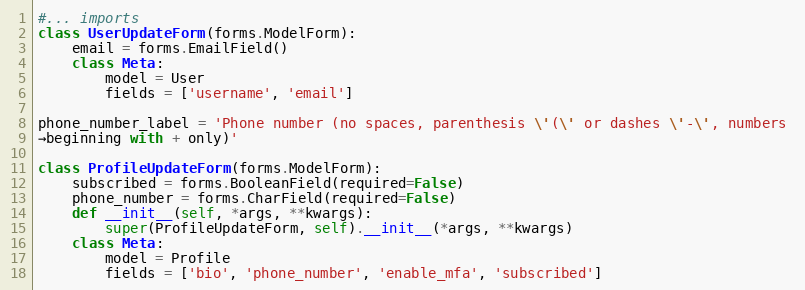 1 #... imports
2 class UserUpdateForm(forms.ModelForm):
3     email = forms.EmailField()
4     class Meta:
5         model = User
6         fields = ['username', 'email']
7
8 phone_number_label = 'Phone number (no spaces, parenthesis \'(\' or dashes \'-\', numbers
9 →beginning with + only)'
10
11 class ProfileUpdateForm(forms.ModelForm):
12     subscribed = forms.BooleanField(required=False)
13     phone_number = forms.CharField(required=False)
14     def __init__(self, *args, **kwargs):
15         super(ProfileUpdateForm, self).__init__(*args, **kwargs)
16     class Meta:
17         model = Profile
18         fields = ['bio', 'phone_number', 'enable_mfa', 'subscribed']